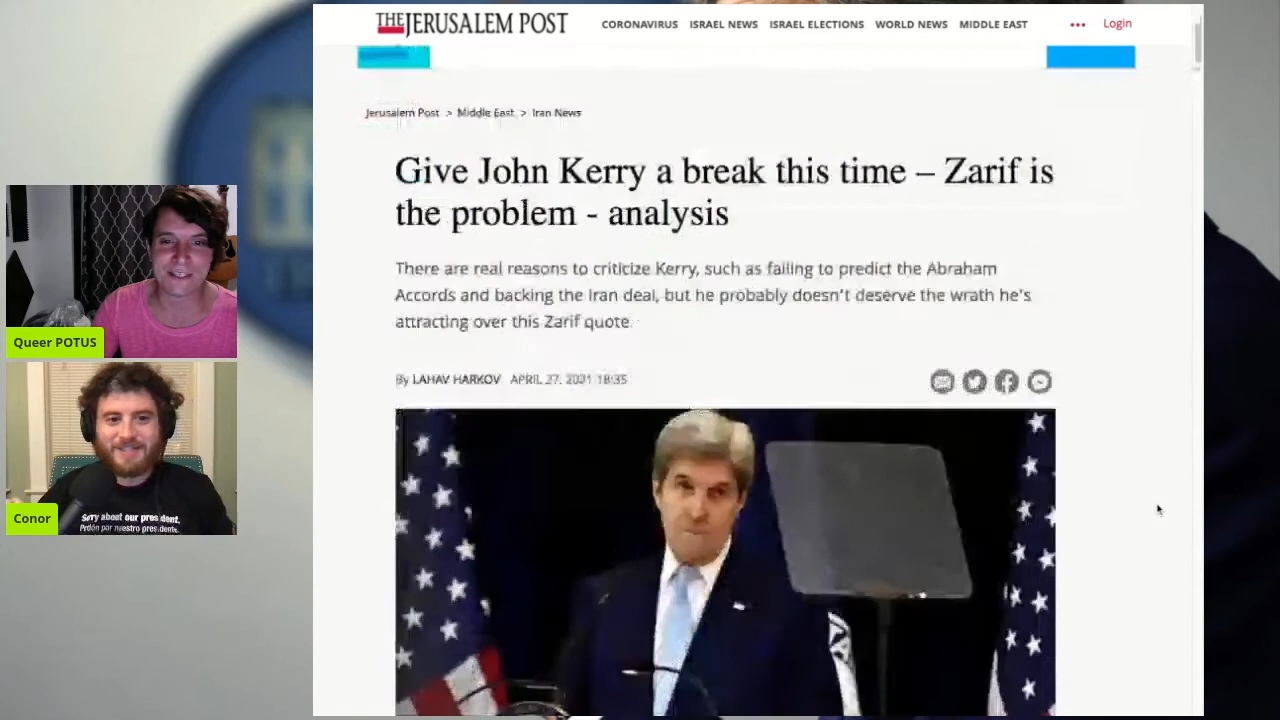 THE JERUSALEM POST
CORONAVIRUS ISRAEL NEWS ISRAEL ELECTIONS WORLD NEWS MIDDLE EAST
Login
Jerusalem Post > Middle East > Iran News
Give John Kerry a break this time – Zarif is
the problem - analysis
There are real reasons to criticize Kerry, such as failing to predict the Abraham
Accords and backing the Iran deal, but he probably doesn't deserve the wrath he's
attracting over this Zarif quote.
By LAHAV HARKOV APRIL 27, 2021 18:35
Queer POTUS
Sorry about our president.
Perdón por nuestro presidente.
Conor